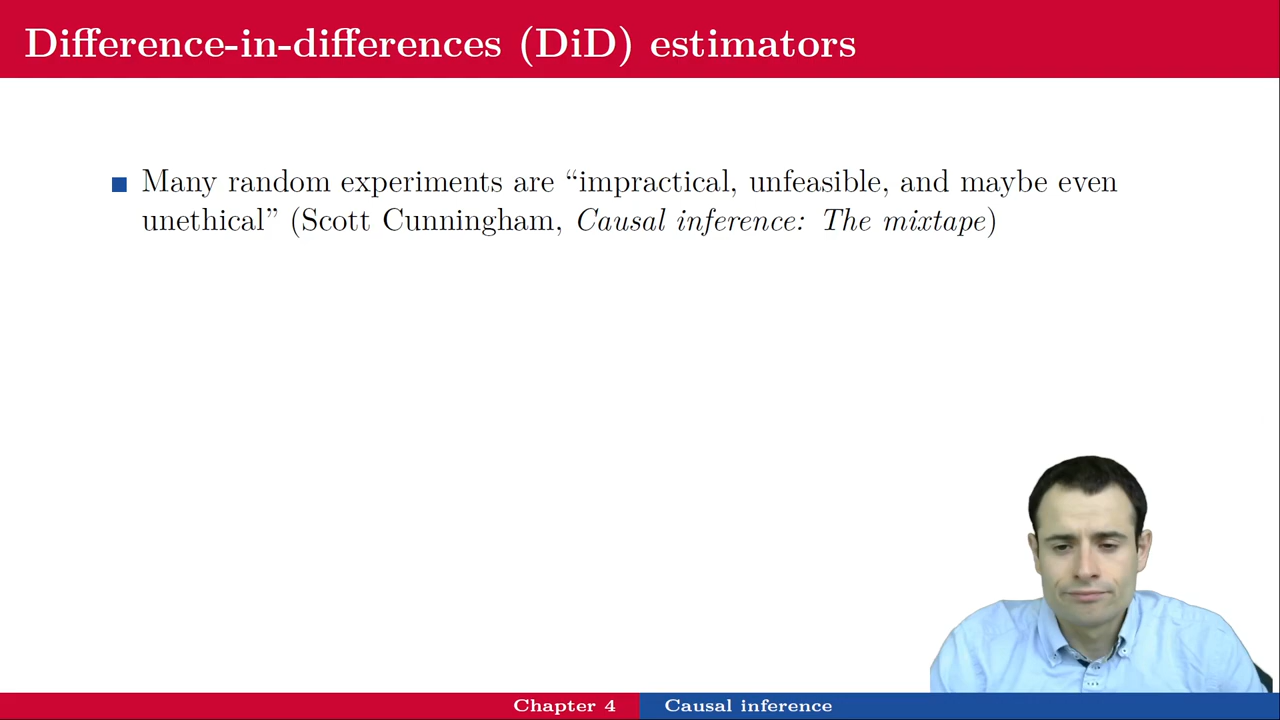 Difference-in-differences (DiD) estimators
Many random experiments are “impractical, unfeasible, and maybe even
unethical” (Scott Cunningham, Causal inference: The mixtape)
Chapter 4
Causal inference